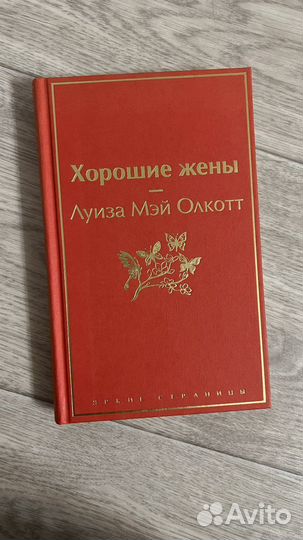 Хорошие жены
Луиза Мэй Олкотт
ЯРКИЕ СТРАНИЦЫ
Avito